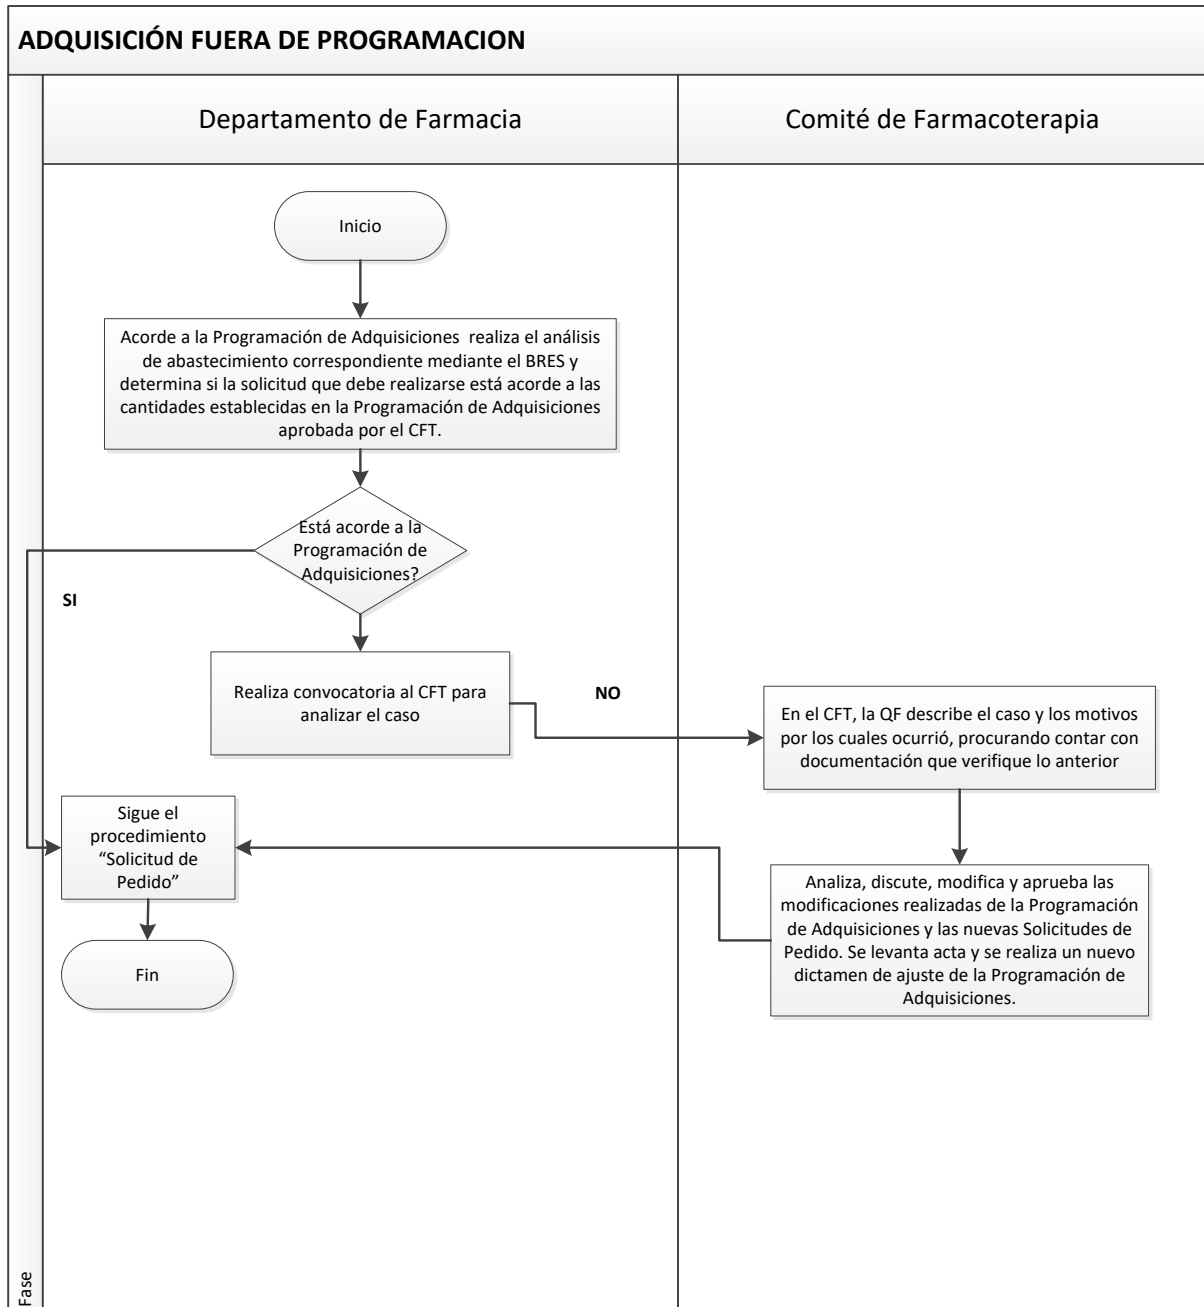 ADQUISICIÓN FUERA DE PROGRAMACION
Departamento de Farmacia
Comité de Farmacoterapia
Inicio
Acorde a la Programación de Adquisiciones realiza el análisis
de abastecimiento correspondiente mediante el BRES y
determina si la solicitud que debe realizarse está acorde a las
cantidades establecidas en la Programación de Adquisiciones
aprobada por el CFT.
Está acorde a la
Programación de
Adquisiciones?
SI
Realiza convocatoria al CFT para
analizar el caso
NO
En el CFT, la QF describe el caso y los motivos
por los cuales ocurrió, procurando contar con
documentación que verifique lo anterior
Sigue el
procedimiento
“Solicitud de
Pedido”
Analiza, discute, modifica y aprueba las
modificaciones realizadas de la Programación
de Adquisiciones y las nuevas Solicitudes de
Pedido. Se levanta acta y se realiza un nuevo
dictamen de ajuste de la Programación de
Adquisiciones.
Fin
Fase